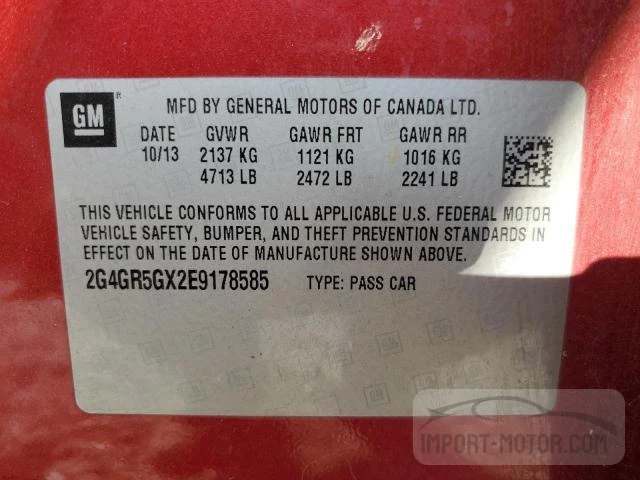 GM®
MFD BY GENERAL MOTORS OF CANADA LTD.
DATE GVWR GAWR FRT GAWR RR
10/13 2137 KG 1121 KG 1016 KG
4713 LB 2472 LB 2241 LB
THIS VEHICLE CONFORMS TO ALL APPLICABLE U.S. FEDERAL MOTOR
VEHICLE SAFETY, BUMPER, AND THEFT PREVENTION STANDARDS IN
EFFECT ON THE DATE OF MANUFACTURE SHOWN ABOVE.
2G4GR5GX2E9178585 TYPE: PASS CAR
IMPORT-MOTOR.COM